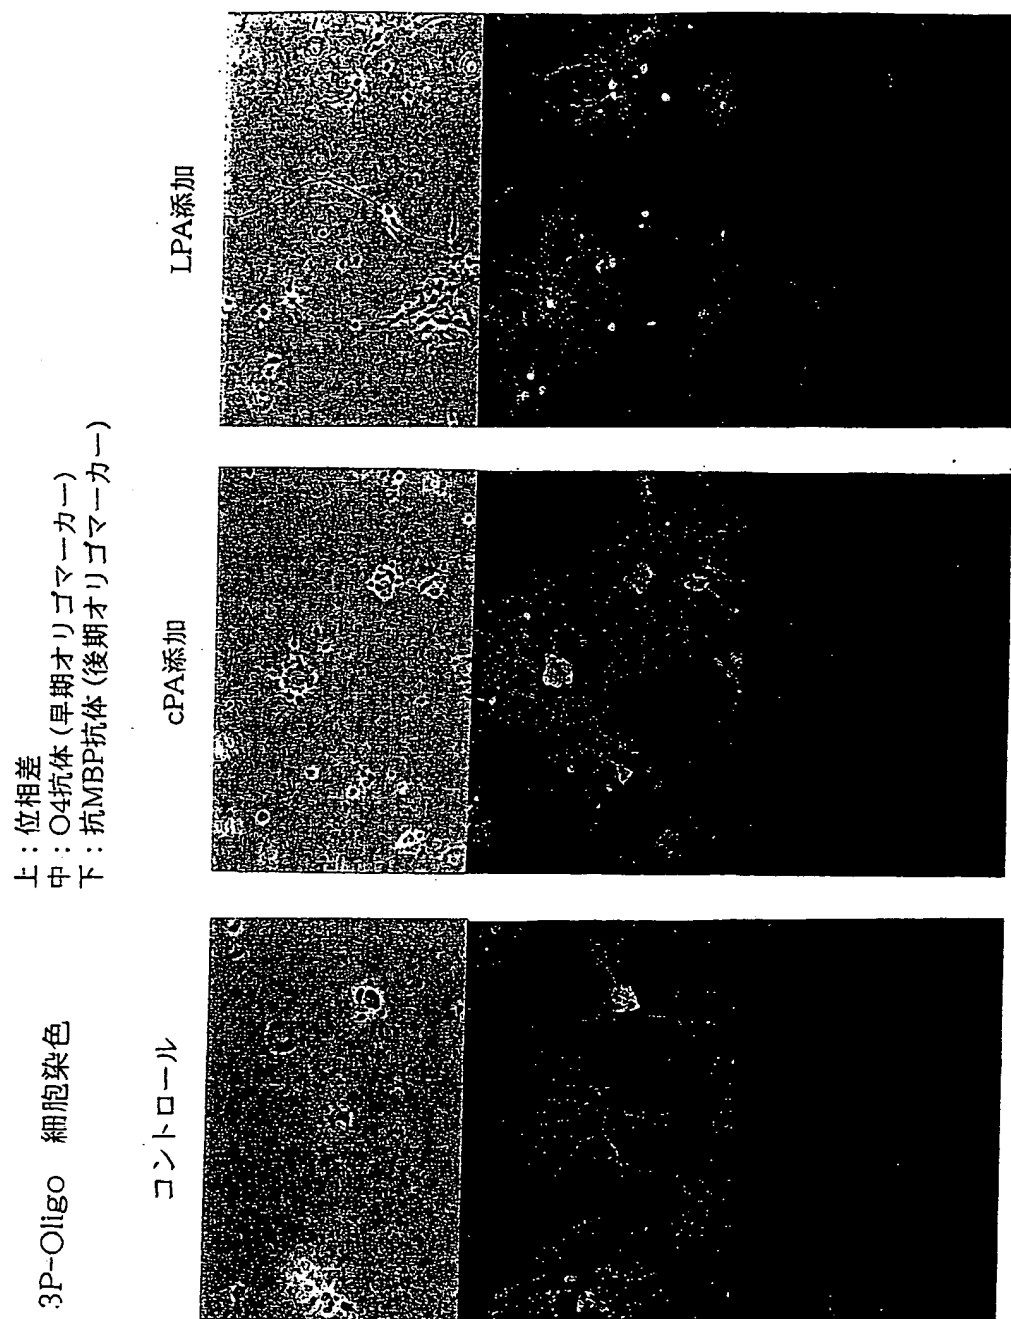 3P-Oligo 細胞染色
上：位相差
中：O4抗体 (早期オリゴマーカー)
下：抗MBP抗体 (後期オリゴマーカー)
コントロール
cPA添加
LPA添加